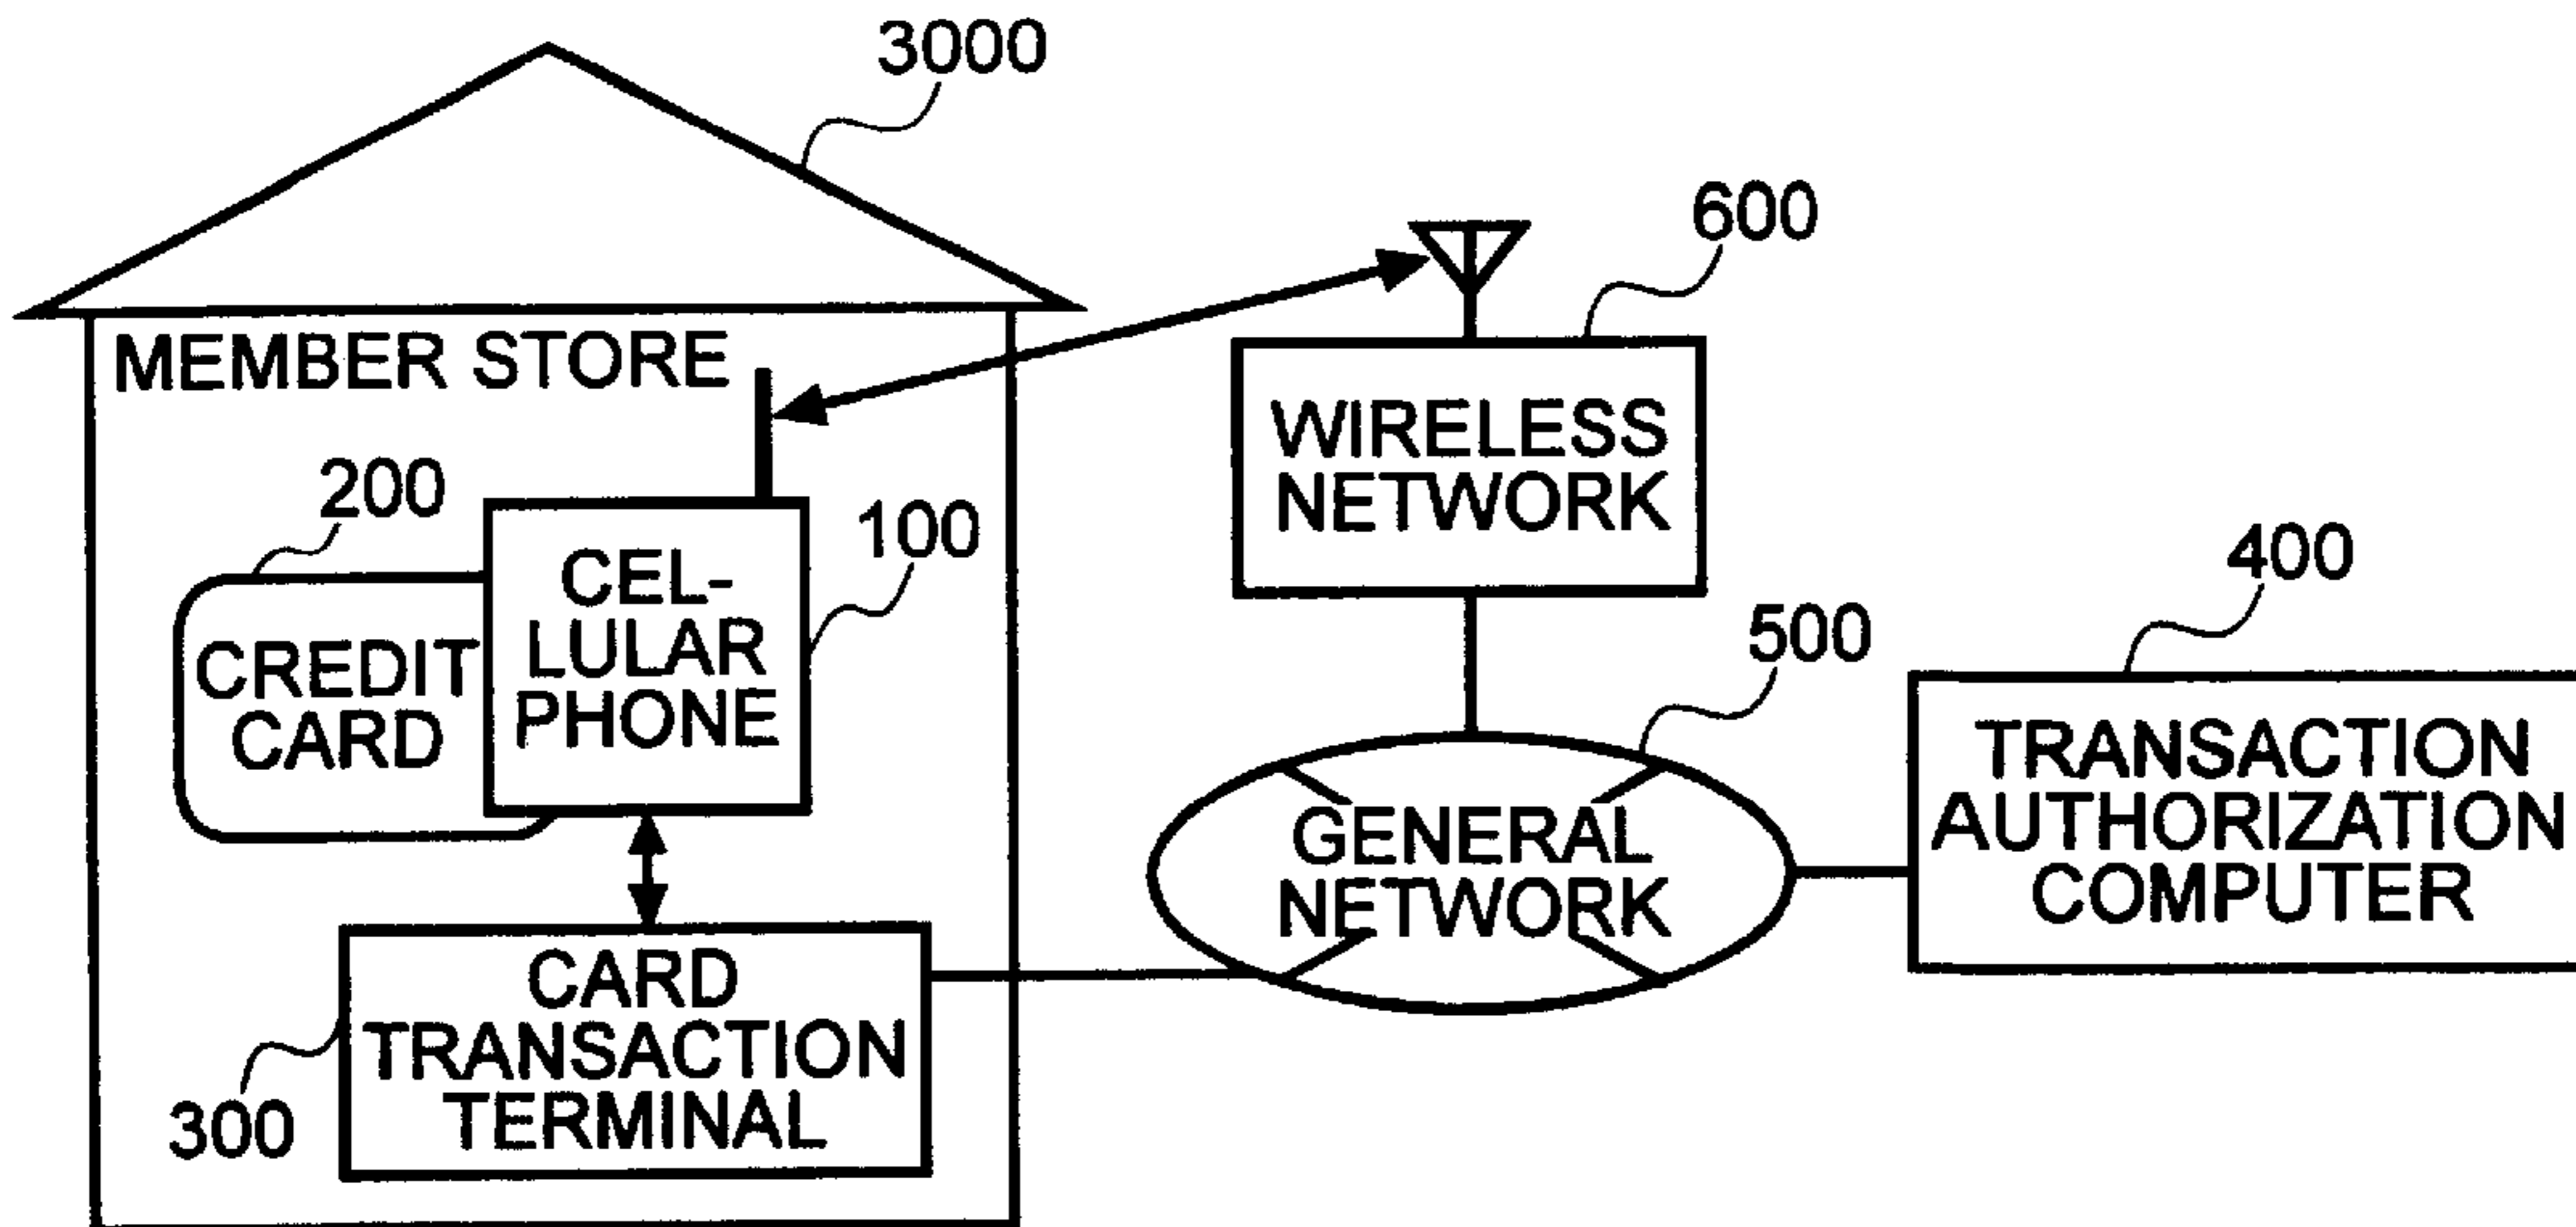 3000
MEMBER STORE
600
WIRELESS
NETWORK
200
100
CEL-
LULAR
PHONE
CREDIT
CARD
400
500
TRANSACTION
AUTHORIZATION
COMPUTER
GENERAL
NETWORK
CARD
TRANSACTION
TERMINAL
300